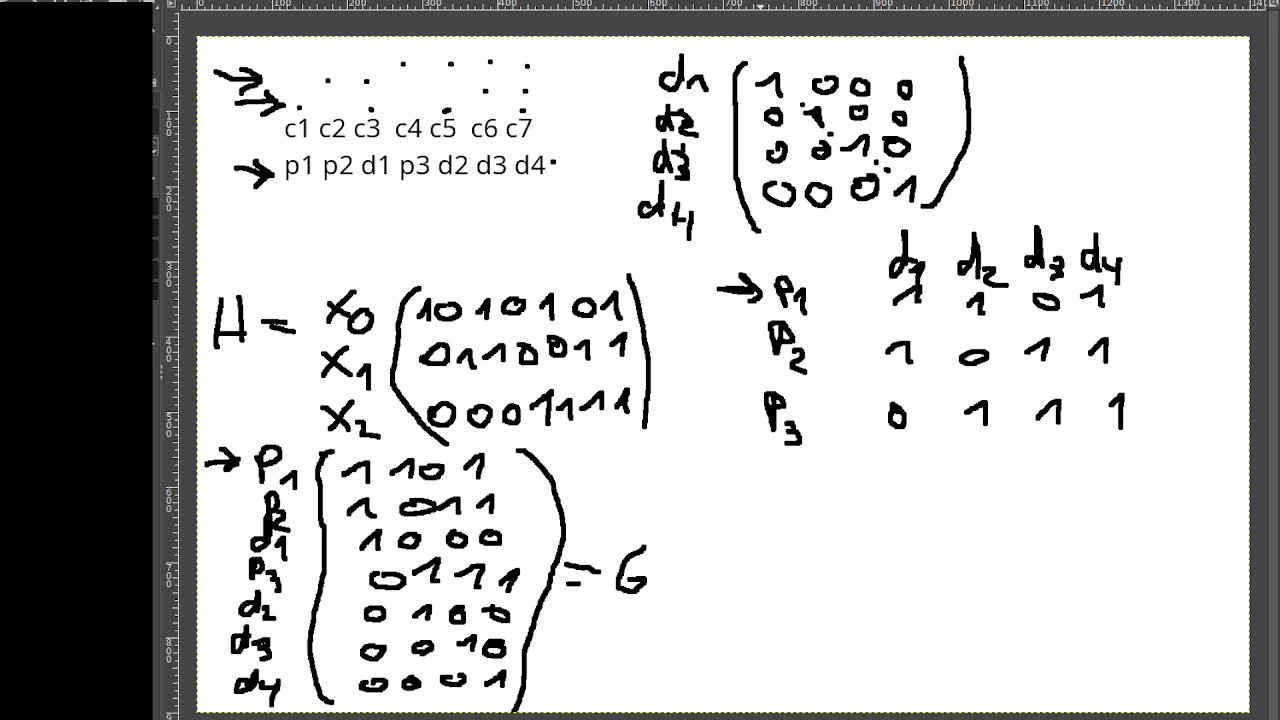 c1 c2 c3 c4 c5 c6 c7
p1 p2 d1 p3 d2 d3 d4
d1 1 0 0 0
d2 0 1 0 0
d3 0 0 1 0
d4 0 0 0 1
d1 d2 d3 d4
P1 1 1 0 1
P2 1 0 1 1
P3 0 1 1 1
H = X0 1 0 1 0 1 0 1
X1 0 1 1 0 0 1 1
X2 0 0 0 1 1 1 1
P1 1 1 0 1
P2 1 0 1 1
d1 1 0 0 0
P3 0 1 1 1 = G
d2 0 1 0 0
d3 0 0 1 0
d4 0 0 0 1